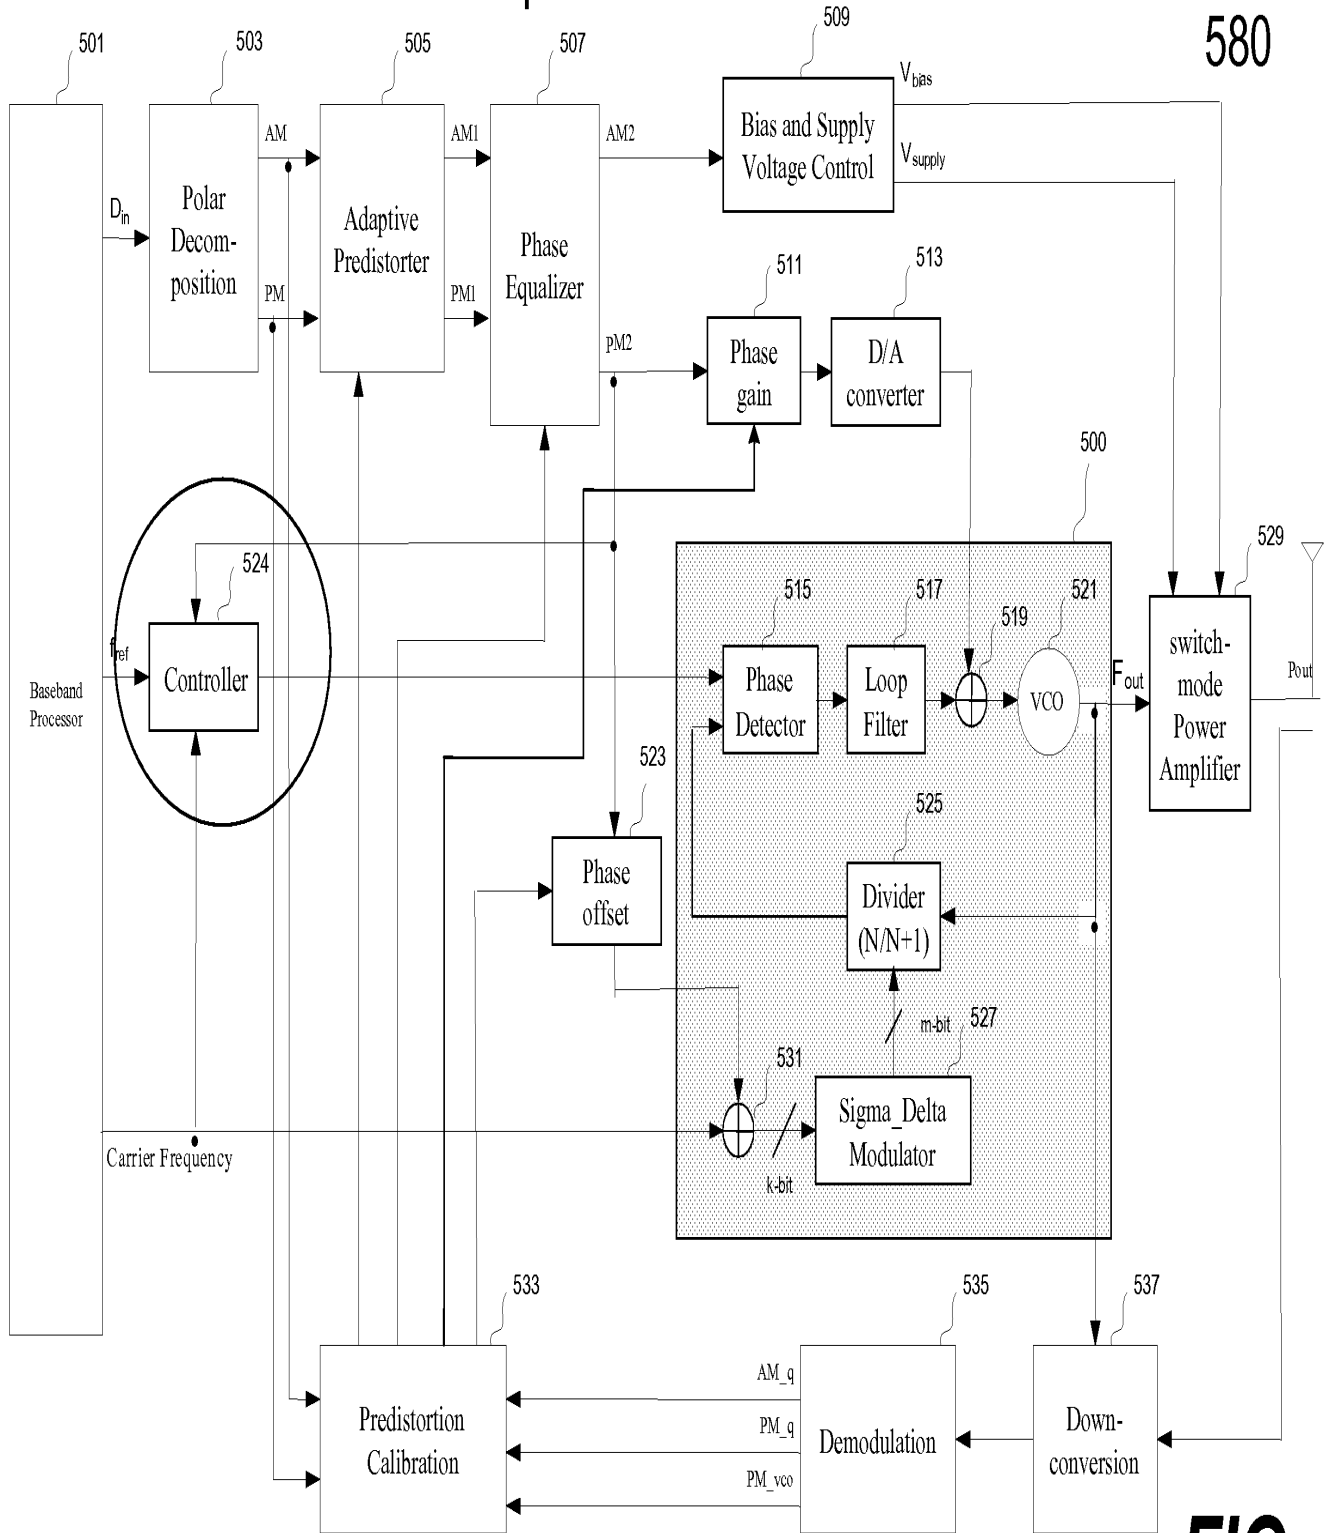 580
501
503
505
507
509
Polar
Decom-
position
Adaptive
Predistorter
Phase
Equalizer
Bias and Supply
Voltage Control
Din
AM
PM
AM1
PM1
AM2
PM2
Vbias
Vsupply
511
513
Phase
gain
D/A
converter
500
524
Controller
fref
Baseband
Processor
515
517
519
521
529
Phase
Detector
Loop
Filter
VCO
Fout
switch-
mode
Power
Amplifier
Pout
523
Phase
offset
525
Divider
(N/N+1)
m-bit
527
531
k-bit
Sigma_Delta
Modulator
Carrier Frequency
533
535
537
Predistortion
Calibration
AM_q
PM_q
PM_vco
Demodulation
Down-
conversion